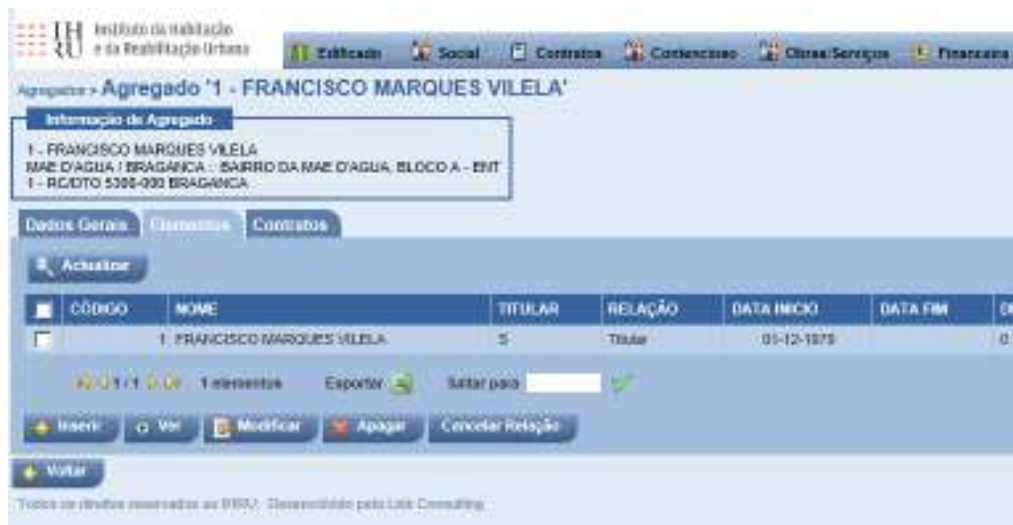 IHRU Instituto da Habitação
e da Reabilitação Urbana
Edificado Social Contratos Contencioso Obras/Serviços Financeira
Agregados > Agregado '1 - FRANCISCO MARQUES VILELA'
Informação do Agregado
1 - FRANCISCO MARQUES VILELA
MAE D'AGUA / BRAGANCA : BAIRRO DA MAE D'AGUA, BLOCO A - ENT
1 - RC/DTO 5300-000 BRAGANCA
Dados Gerais Elementos Contratos
Actualizar
CÓDIGO NOME TITULAR RELAÇÃO DATA INICIO DATA FIM
1 FRANCISCO MARQUES VILELA S Titular 01-12-1979 0
1 / 1 1 elementos Exportar Saltar para
Inserir Ver Modificar Apagar Cancelar Relação
Voltar
Todos os direitos reservados ao IHRU. Desenvolvido pela Link Consulting